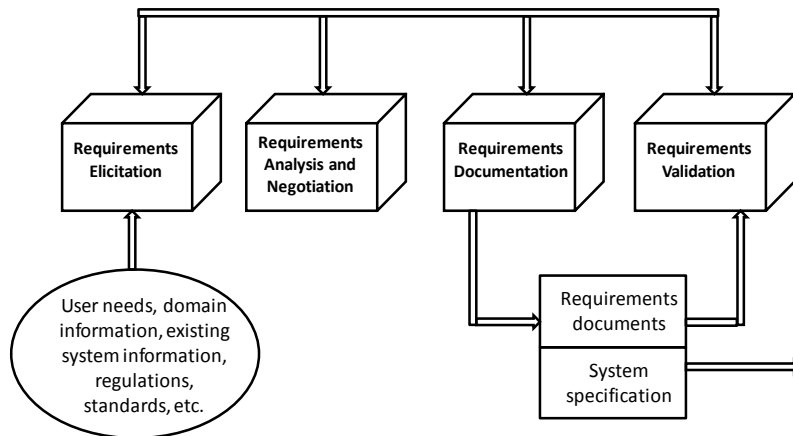 Requirements
Elicitation
Requirements
Analysis and
Negotiation
Requirements
Documentation
Requirements
Validation
User needs, domain
information, existing
system information,
regulations,
standards, etc.
Requirements
documents
System
specification